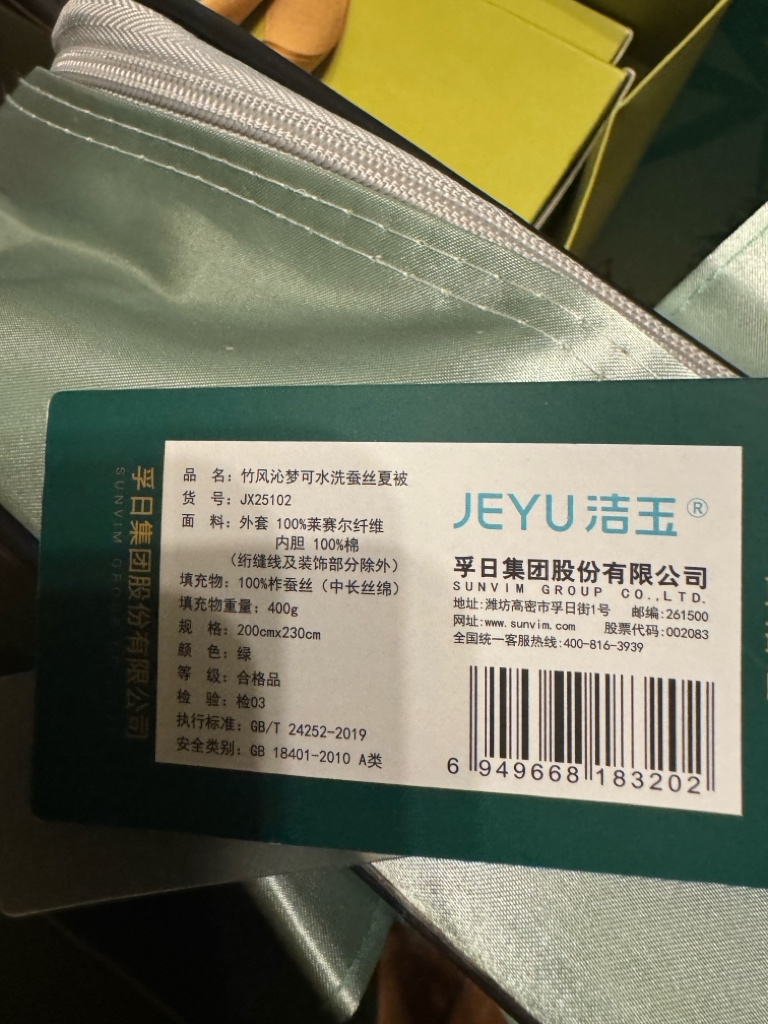 孚日集团股份有限公司
SUNVIM GRO
品 名：竹风沁梦可水洗蚕丝夏被
货 号：JX25102
面 料：外套 100%莱赛尔纤维
内胆 100%棉
（绗缝线及装饰部分除外）
填充物：100%柞蚕丝（中长丝绵）
填充物重量：400g
规 格：200cmx230cm
颜 色：绿
等 级：合格品
检 验：检03
执行标准：GB/T 24252-2019
安全类别：GB 18401-2010 A类
JEYU 洁玉®
孚日集团股份有限公司
SUNVIM GROUP CO.,LTD.
地址：潍坊高密市孚日街1号 邮编：261500
网址：www.sunvim.com 股票代码：002083
全国统一客服热线：400-816-3939
6 949668 183202